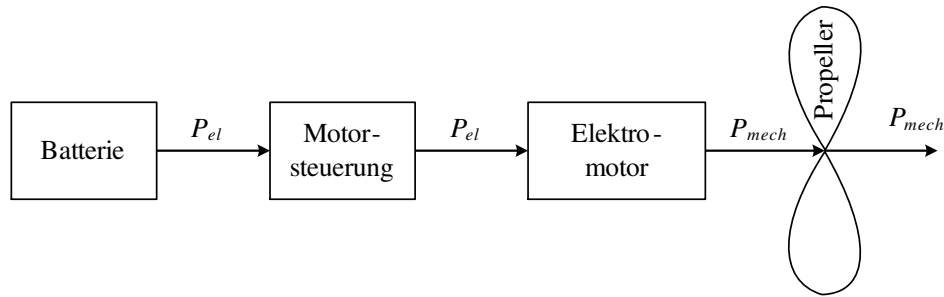 Batterie
P_el
Motor-
steuerung
P_el
Elektro-
motor
P_mech
Propeller
P_mech